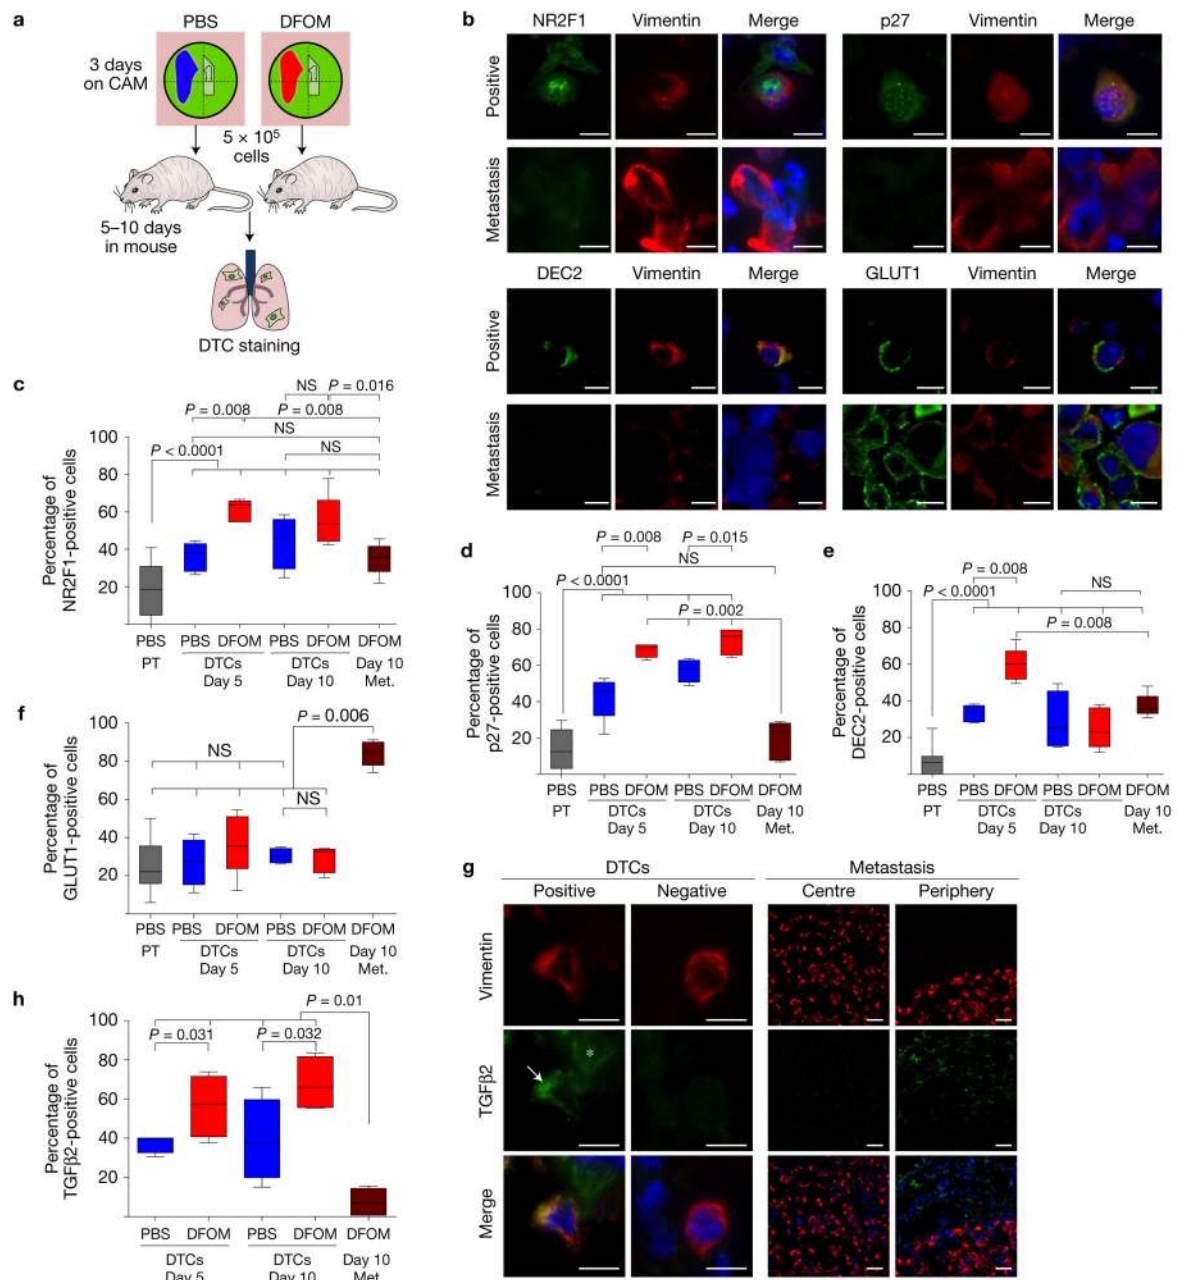 a
PBS DFOM
3 days
on CAM
5 × 10⁵
cells
5–10 days
in mouse
DTC staining
b
NR2F1 Vimentin Merge p27 Vimentin Merge
Positive
Metastasis
DEC2 Vimentin Merge GLUT1 Vimentin Merge
Positive
Metastasis
c
NS P = 0.016
P = 0.008 P = 0.008
NS
P < 0.0001 NS
Percentage of
NR2F1-positive cells
100
80
60
40
20
PBS PBS DFOM PBS DFOM DFOM
PT DTCs DTCs Day 10
Day 5 Day 10 Met.
d
P = 0.008 P = 0.015
NS
P < 0.0001
P = 0.002
Percentage of
p27-positive cells
100
80
60
40
20
PBS PBS DFOM PBS DFOM DFOM
PT DTCs DTCs Day 10
Day 5 Day 10 Met.
e
P = 0.008 NS
P < 0.0001
P = 0.008
Percentage of
DEC2-positive cells
100
80
60
40
20
PBS PBS DFOM PBS DFOM DFOM
PT DTCs DTCs Day 10
Day 5 Day 10 Met.
f
P = 0.006
NS
NS
Percentage of
GLUT1-positive cells
100
80
60
40
20
PBS PBS DFOM PBS DFOM DFOM
PT DTCs DTCs Day 10
Day 5 Day 10 Met.
g
DTCs Metastasis
Positive Negative Centre Periphery
Vimentin
TGFβ2
*
Merge
h
P = 0.01
P = 0.031 P = 0.032
Percentage of
TGFβ2-positive cells
100
80
60
40
20
PBS DFOM PBS DFOM DFOM
DTCs DTCs Day 10
Day 5 Day 10 Met.